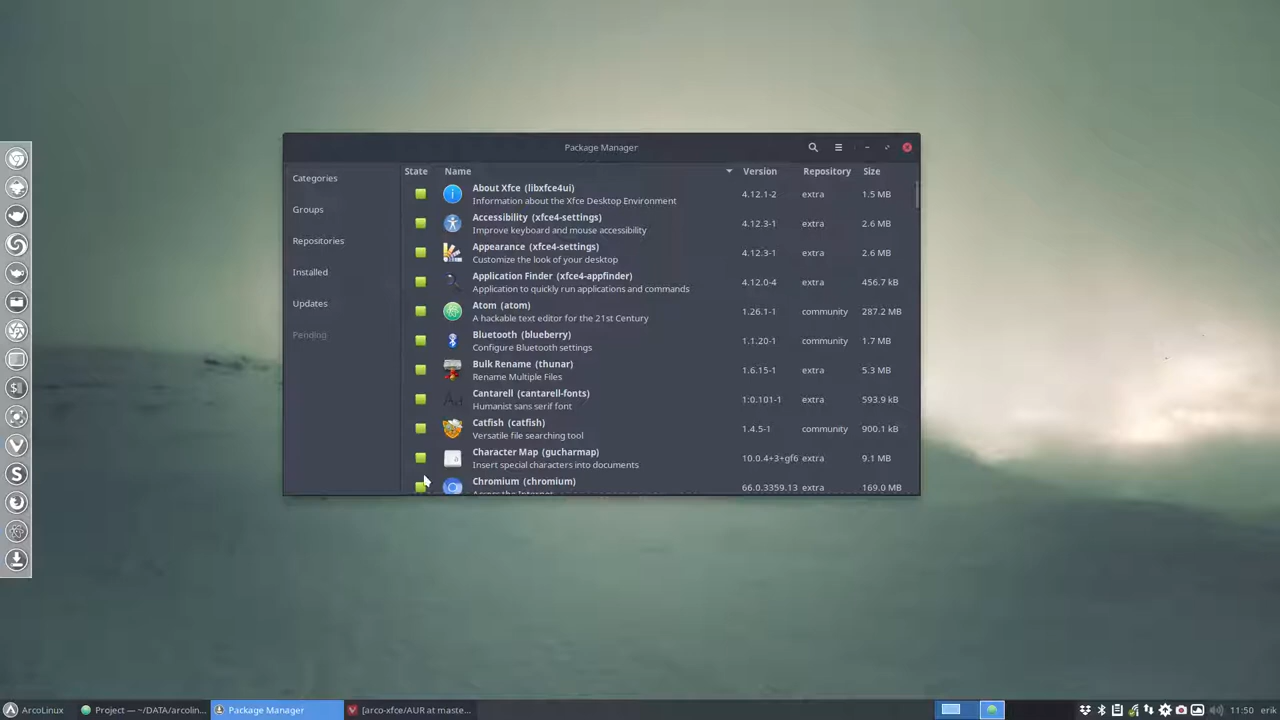 Package Manager
Categories
Groups
Repositories
Installed
Updates
Pending
State Name Version Repository Size
About Xfce (libxfce4ui)
Information about the Xfce Desktop Environment
4.12.1-2 extra 1.5 MB
Accessibility (xfce4-settings)
Improve keyboard and mouse accessibility
4.12.3-1 extra 2.6 MB
Appearance (xfce4-settings)
Customize the look of your desktop
4.12.3-1 extra 2.6 MB
Application Finder (xfce4-appfinder)
Application to quickly run applications and commands
4.12.0-4 extra 456.7 kB
Atom (atom)
A hackable text editor for the 21st Century
1.26.1-1 community 287.2 MB
Bluetooth (blueberry)
Configure Bluetooth settings
1.1.20-1 community 1.7 MB
Bulk Rename (thunar)
Rename Multiple Files
1.6.15-1 extra 5.3 MB
Cantarell (cantarell-fonts)
Humanist sans serif font
1:0.101-1 extra 593.9 kB
Catfish (catfish)
Versatile file searching tool
1.4.5-1 community 900.1 kB
Character Map (gucharmap)
Insert special characters into documents
10.0.4+3+gf6 extra 9.1 MB
Chromium (chromium)
66.0.3359.13 extra 169.0 MB
ArcoLinux
Project — ~/DATA/arcolin...
Package Manager
[arco-xfce/AUR at maste...
11:50 erik